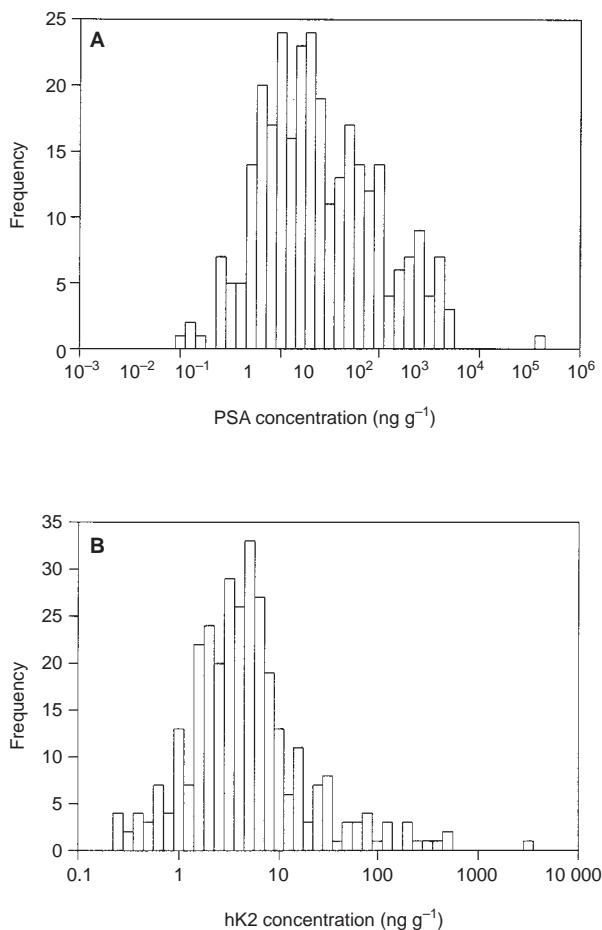 A
25
20
15
10
5
0
Frequency
10⁻³ 10⁻² 10⁻¹ 1 10 10² 10³ 10⁴ 10⁵ 10⁶
PSA concentration (ng g⁻¹)
B
35
30
25
20
15
10
5
0
Frequency
0.1 1 10 100 1000 10 000
hK2 concentration (ng g⁻¹)